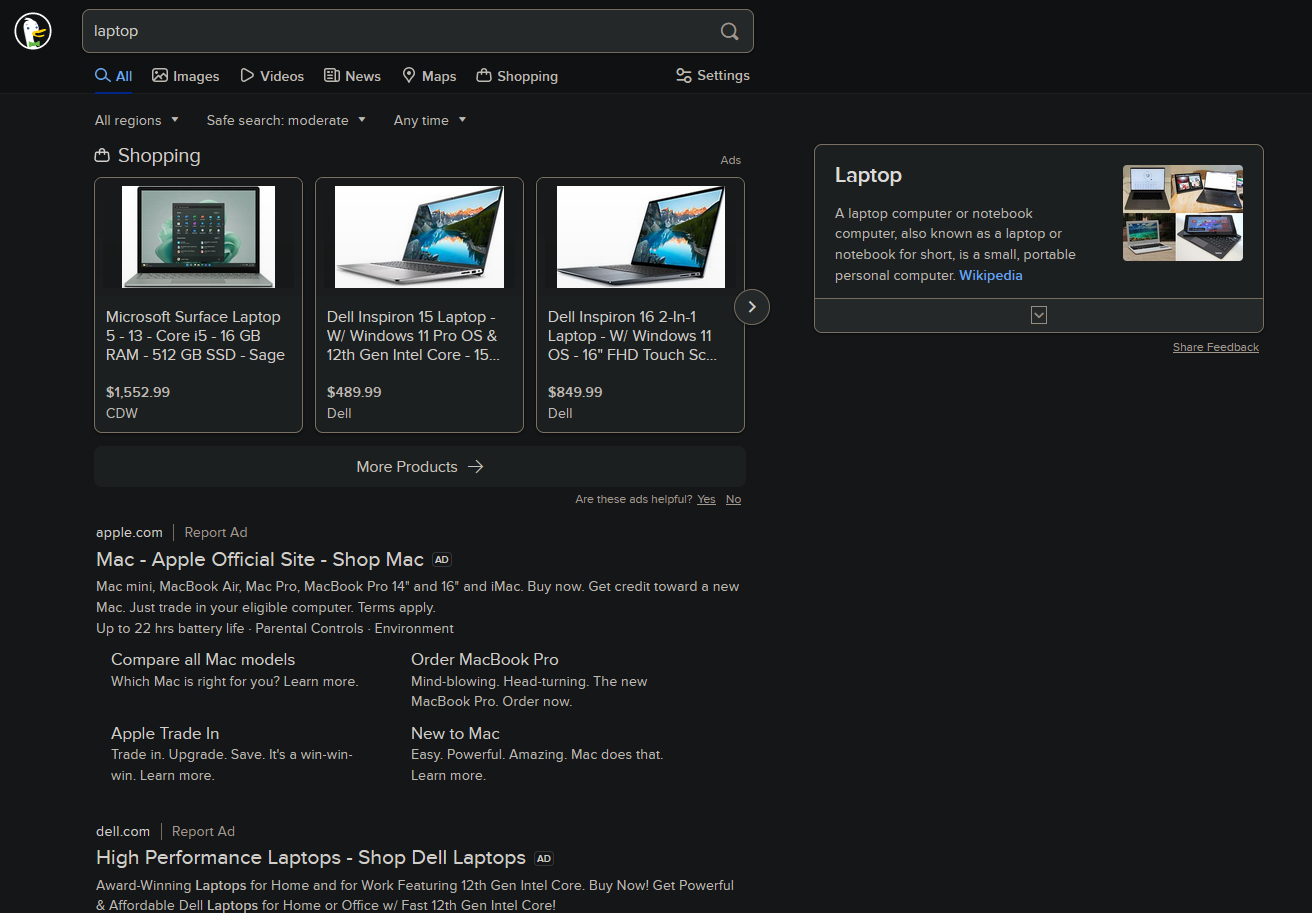 laptop
All
Images
Videos
News
Maps
Shopping
Settings
All regions
Safe search: moderate
Any time
Shopping
Ads
Microsoft Surface Laptop
5 - 13 - Core i5 - 16 GB
RAM - 512 GB SSD - Sage
$1,552.99
CDW
Dell Inspiron 15 Laptop -
W/ Windows 11 Pro OS &
12th Gen Intel Core - 15...
$489.99
Dell
Dell Inspiron 16 2-In-1
Laptop - W/ Windows 11
OS - 16" FHD Touch Sc...
$849.99
Dell
More Products
Are these ads helpful? Yes No
apple.com
Report Ad
Mac - Apple Official Site - Shop Mac AD
Mac mini, MacBook Air, Mac Pro, MacBook Pro 14" and 16" and iMac. Buy now. Get credit toward a new
Mac. Just trade in your eligible computer. Terms apply.
Up to 22 hrs battery life · Parental Controls · Environment
Compare all Mac models
Which Mac is right for you? Learn more.
Order MacBook Pro
Mind-blowing. Head-turning. The new
MacBook Pro. Order now.
Apple Trade In
Trade in. Upgrade. Save. It's a win-win-
win. Learn more.
New to Mac
Easy. Powerful. Amazing. Mac does that.
Learn more.
dell.com
Report Ad
High Performance Laptops - Shop Dell Laptops AD
Award-Winning Laptops for Home and for Work Featuring 12th Gen Intel Core. Buy Now! Get Powerful
& Affordable Dell Laptops for Home or Office w/ Fast 12th Gen Intel Core!
Laptop
A laptop computer or notebook
computer, also known as a laptop or
notebook for short, is a small, portable
personal computer. Wikipedia
Share Feedback